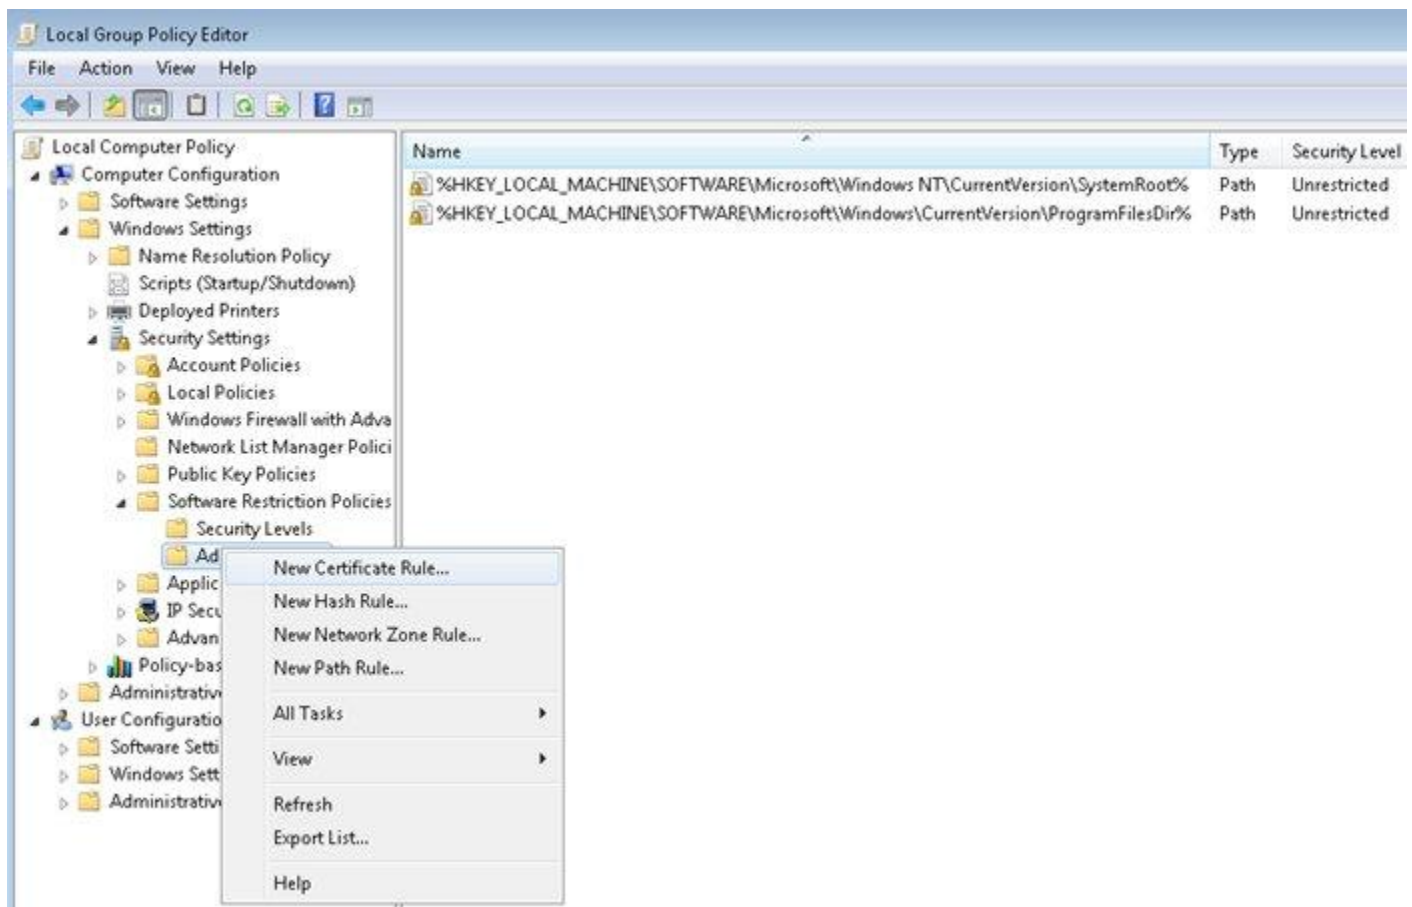 Local Group Policy Editor
File Action View Help
Local Computer Policy
Computer Configuration
Software Settings
Windows Settings
Name Resolution Policy
Scripts (Startup/Shutdown)
Deployed Printers
Security Settings
Account Policies
Local Policies
Windows Firewall with Adva
Network List Manager Polici
Public Key Policies
Software Restriction Policies
Security Levels
Ad
Applic
IP Secu
Advan
Policy-bas
Administrativ
User Configuratio
Software Setti
Windows Sett
Administrativ
Name Type Security Level
%HKEY_LOCAL_MACHINE\SOFTWARE\Microsoft\Windows NT\CurrentVersion\SystemRoot% Path Unrestricted
%HKEY_LOCAL_MACHINE\SOFTWARE\Microsoft\Windows\CurrentVersion\ProgramFilesDir% Path Unrestricted
New Certificate Rule...
New Hash Rule...
New Network Zone Rule...
New Path Rule...
All Tasks
View
Refresh
Export List...
Help